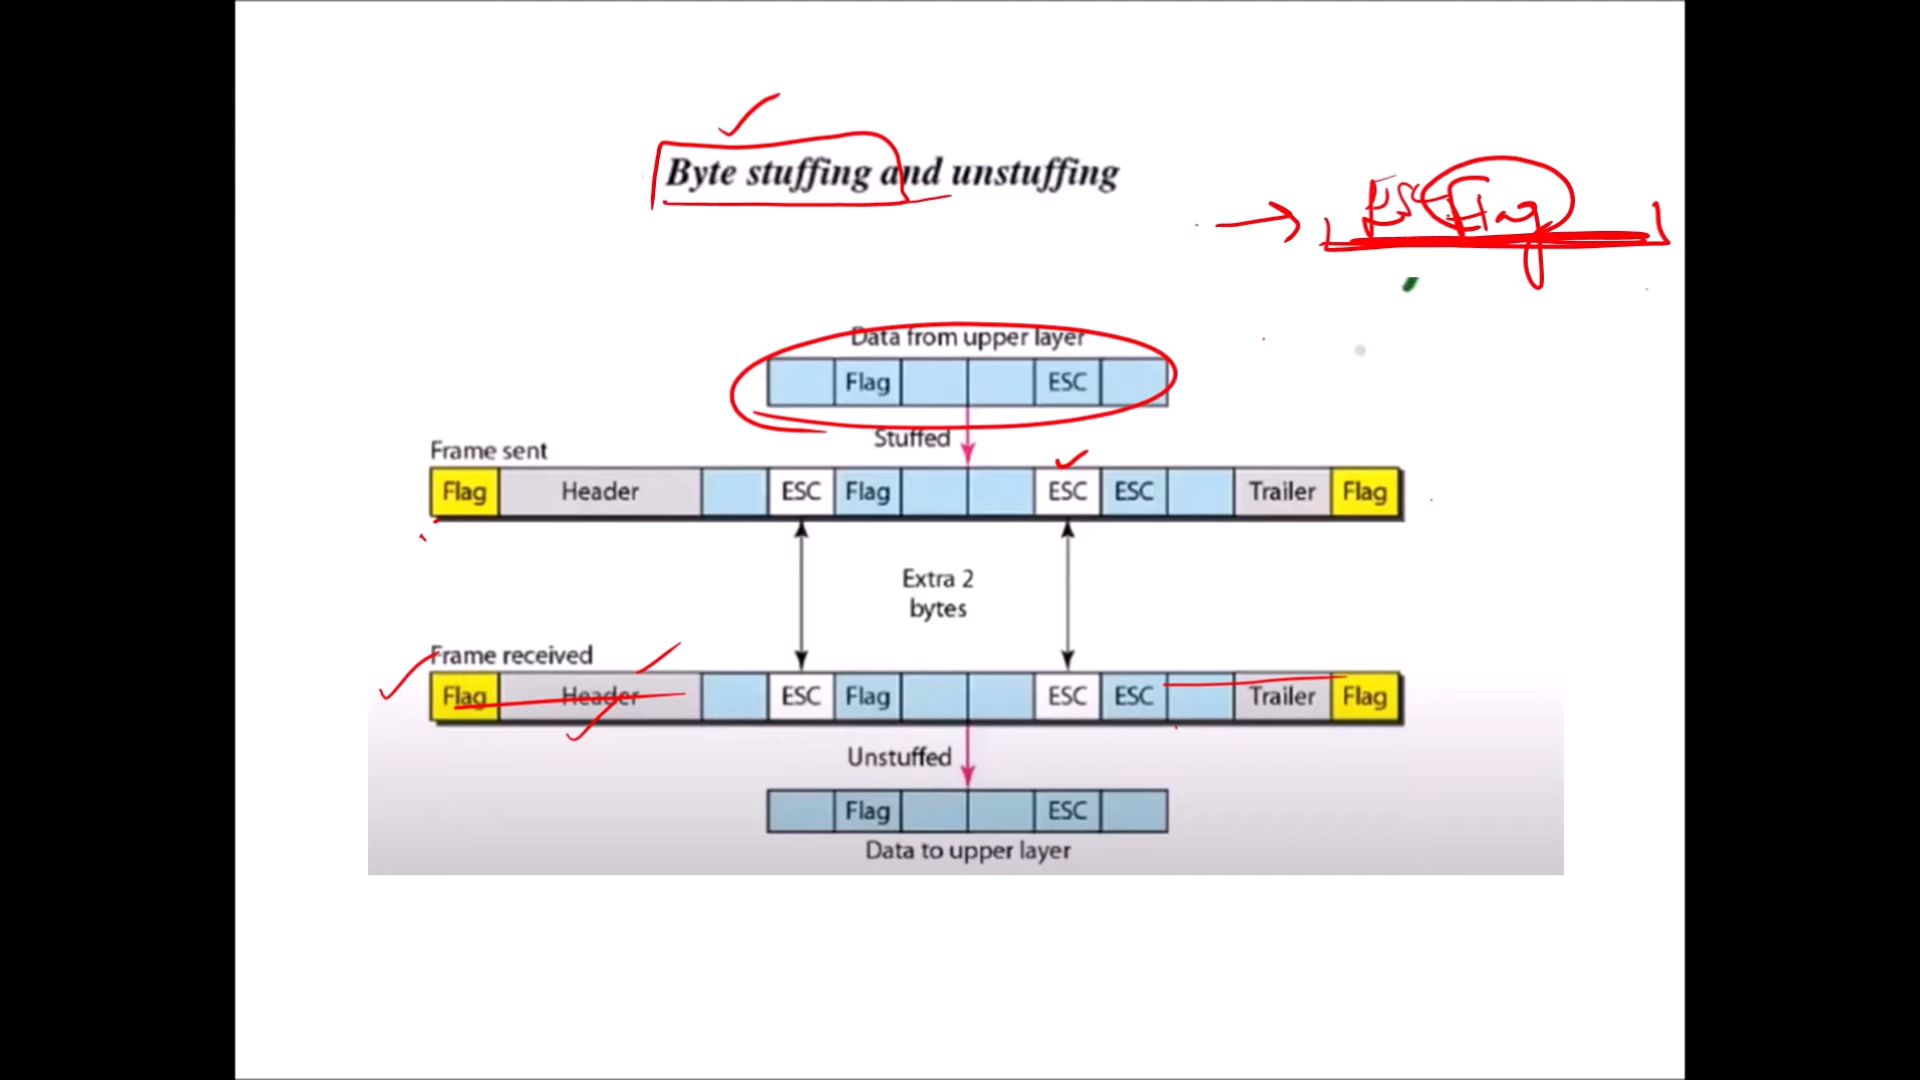 Byte stuffing and unstuffing
ESC Flag
Data from upper layer
Flag ESC
Stuffed
Frame sent
Flag Header ESC Flag ESC ESC Trailer Flag
Extra 2
bytes
Frame received
Flag Header ESC Flag ESC ESC Trailer Flag
Unstuffed
Flag ESC
Data to upper layer